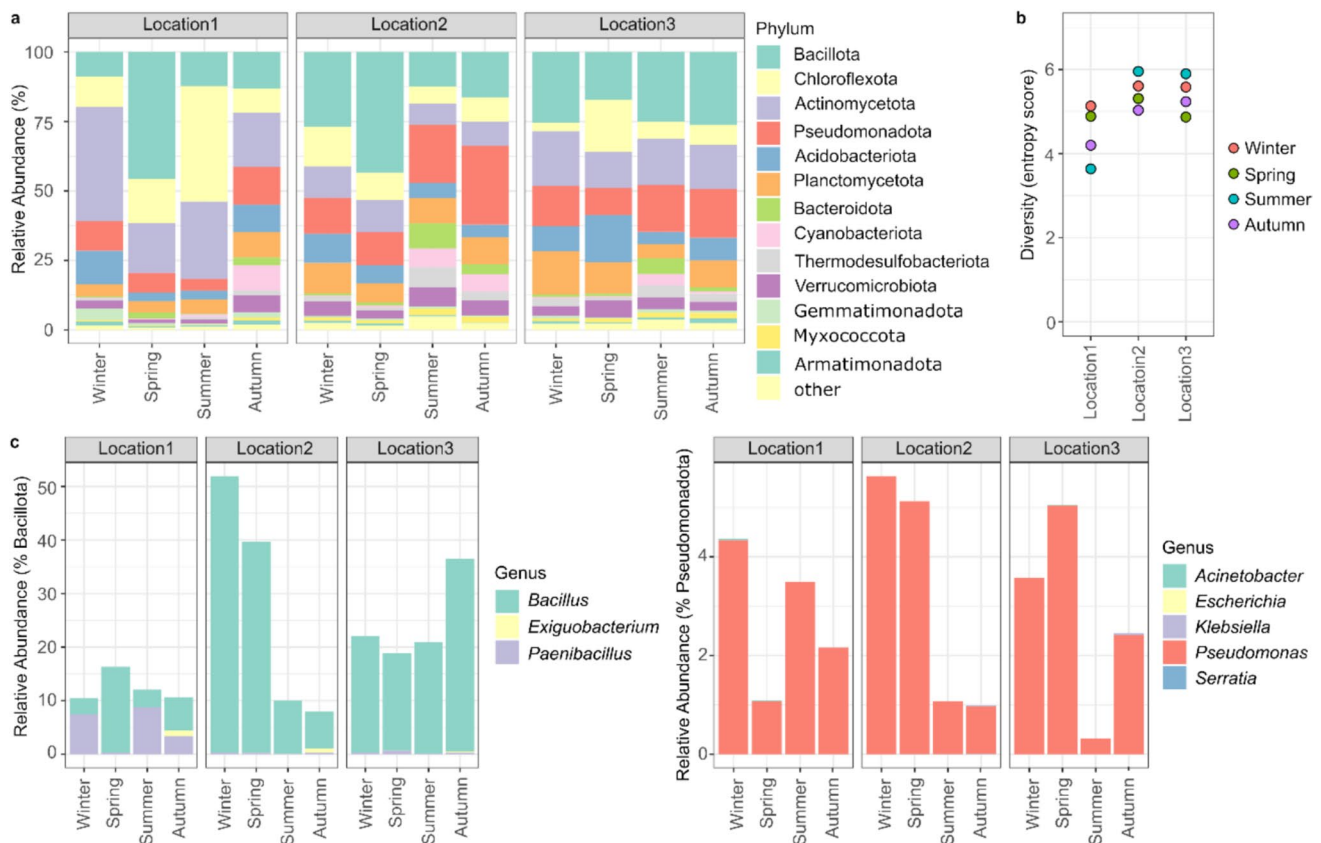 a
Location1 Location2 Location3
Relative Abundance (%)
100
75
50
25
0
Winter Spring Summer Autumn Winter Spring Summer Autumn Winter Spring Summer Autumn
Phylum
Bacillota
Chloroflexota
Actinomycetota
Pseudomonadota
Acidobacteriota
Planctomycetota
Bacteroidota
Cyanobacteriota
Thermodesulfobacteriota
Verrucomicrobiota
Gemmatimonadota
Myxococcota
Armatimonadota
other
b
Diversity (entropy score)
6
4
2
0
Location1 Locatoin2 Location3
Winter
Spring
Summer
Autumn
c
Location1 Location2 Location3
Relative Abundance (% Bacillota)
50
40
30
20
10
0
Winter Spring Summer Autumn Winter Spring Summer Autumn Winter Spring Summer Autumn
Genus
Bacillus
Exiguobacterium
Paenibacillus
Location1 Location2 Location3
Relative Abundance (% Pseudomonadota)
4
2
0
Winter Spring Summer Autumn Winter Spring Summer Autumn Winter Spring Summer Autumn
Genus
Acinetobacter
Escherichia
Klebsiella
Pseudomonas
Serratia